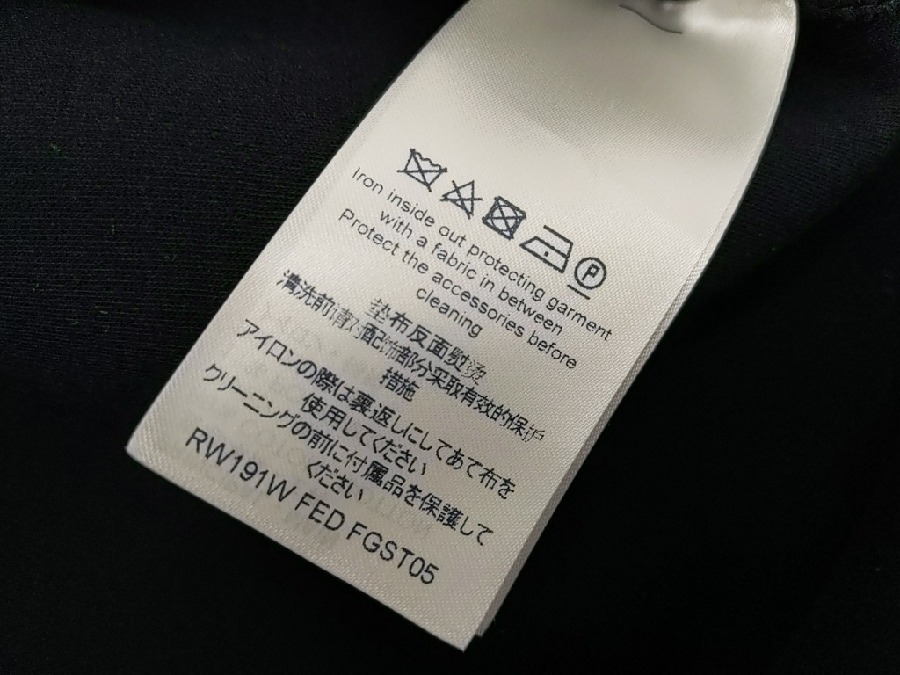 Iron inside out protecting garment
with a fabric in between
Protect the accessories before
cleaning
垫布反面熨烫
清洗前请对配饰部分采取有效的保护
措施
アイロンの際は裏返しにしてあて布を
使用してください
クリーニングの前に付属品を保護して
ください
RW191W FED FGST05